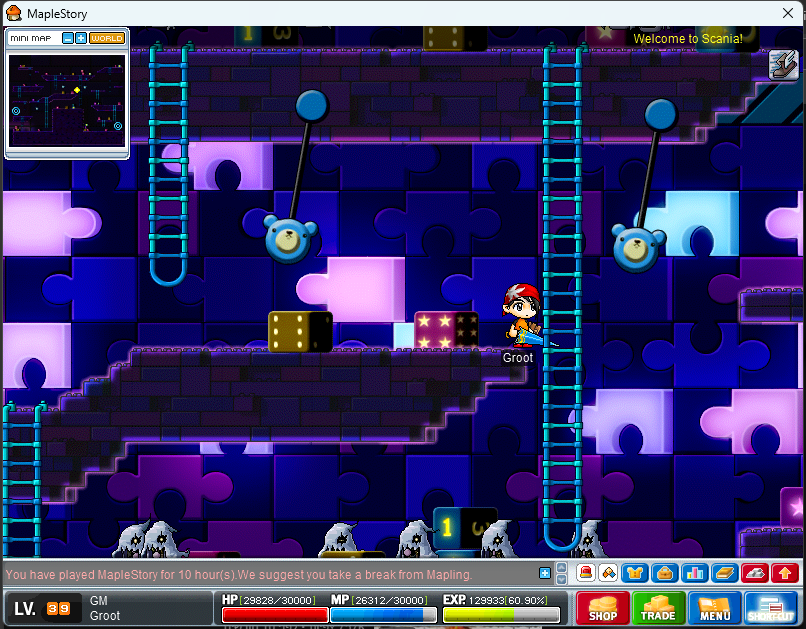 MapleStory
MINI MAP
WORLD
1
Welcome to Scania!
Groot
1
You have played MapleStory for 10 hour(s).We suggest you take a break from Mapling.
LV. 39
GM
Groot
HP[29828/30000]
MP[26312/30000]
EXP 129933[60.90%]
SHOP
TRADE
MENU
SHORTCUT